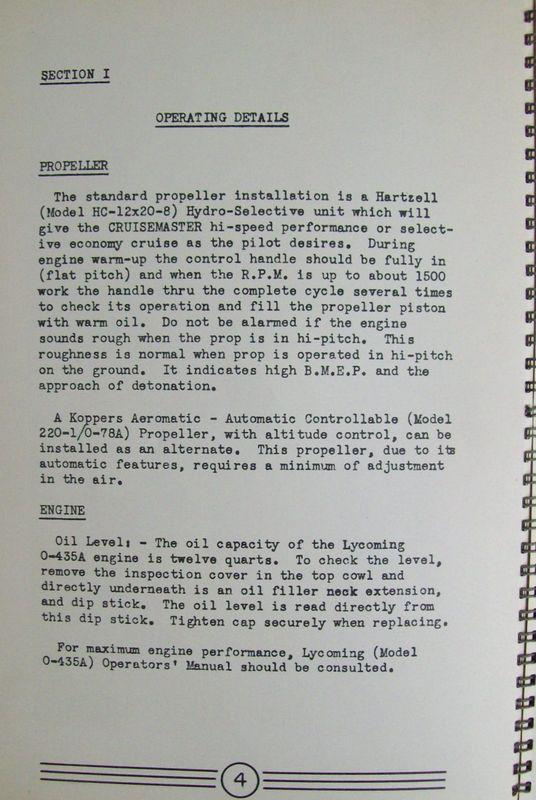 SECTION I
OPERATING DETAILS
PROPELLER
The standard propeller installation is a Hartzell
(Model HC-12x20-8) Hydro-Selective unit which will
give the CRUISEMASTER hi-speed performance or select-
ive economy cruise as the pilot desires. During
engine warm-up the control handle should be fully in
(flat pitch) and when the R.P.M. is up to about 1500
work the handle thru the complete cycle several times
to check its operation and fill the propeller piston
with warm oil. Do not be alarmed if the engine
sounds rough when the prop is in hi-pitch. This
roughness is normal when prop is operated in hi-pitch
on the ground. It indicates high B.M.E.P. and the
approach of detonation.
A Koppers Aeromatic - Automatic Controllable (Model
220-1/0-78A) Propeller, with altitude control, can be
installed as an alternate. This propeller, due to its
automatic features, requires a minimum of adjustment
in the air.
ENGINE
Oil Level: - The oil capacity of the Lycoming
O-435A engine is twelve quarts. To check the level,
remove the inspection cover in the top cowl and
directly underneath is an oil filler neck extension,
and dip stick. The oil level is read directly from
this dip stick. Tighten cap securely when replacing.
For maximum engine performance, Lycoming (Model
O-435A) Operators' Manual should be consulted.
4